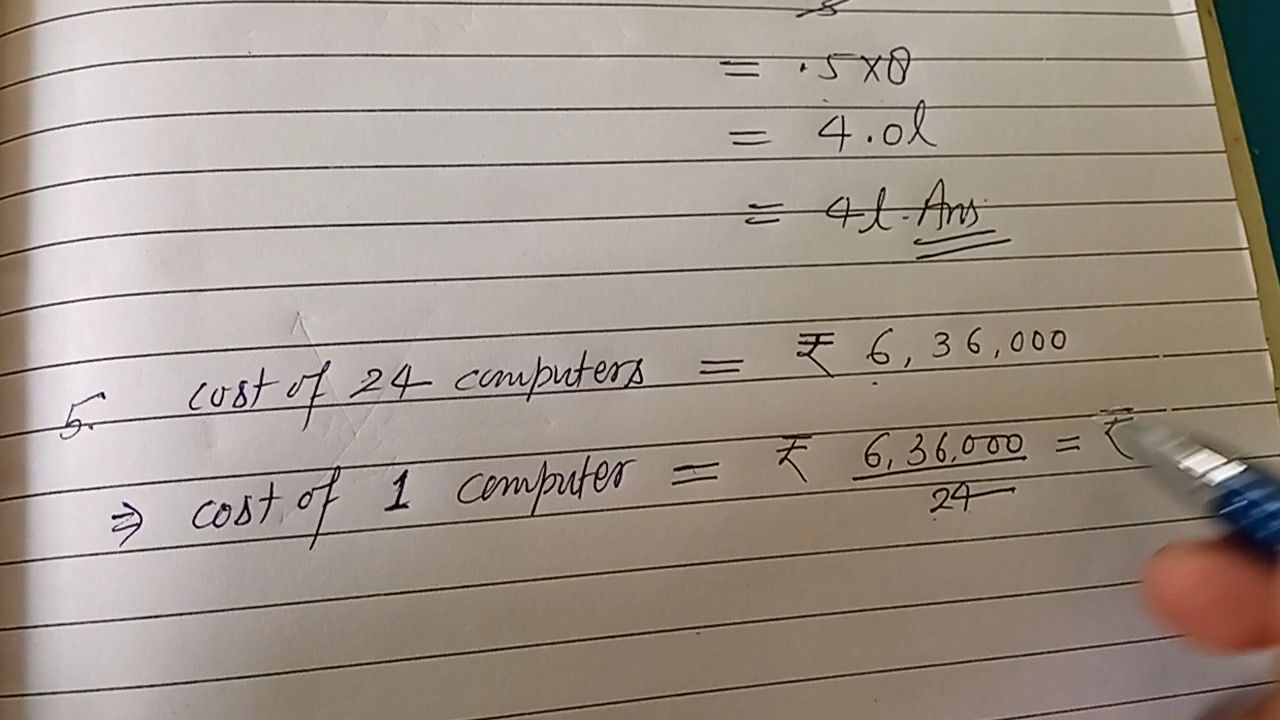 = .5×8
= 4.0l
= 4l. Ans
5. cost of 24 computers = ₹ 6,36,000
⇒ cost of 1 computer = ₹ 6,36,000/24 = ₹